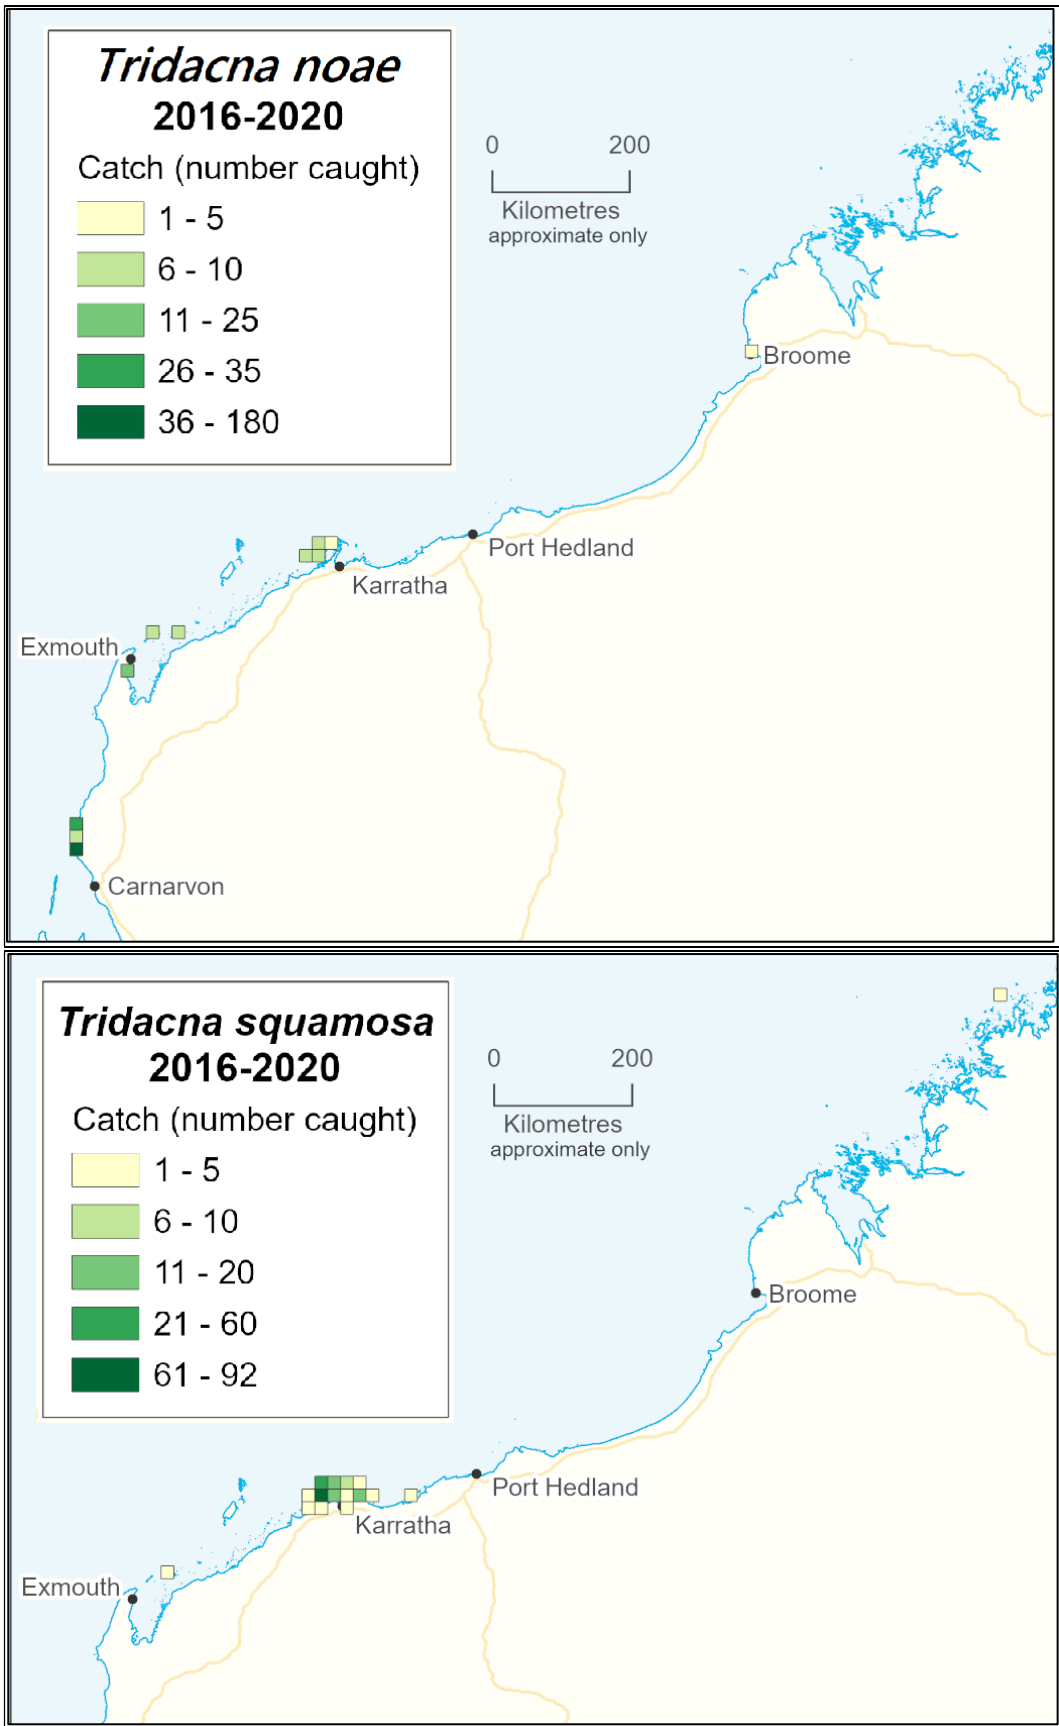 Tridacna noae
2016-2020
Catch (number caught)
1 - 5
6 - 10
11 - 25
26 - 35
36 - 180
0 200
Kilometres
approximate only
Broome
Port Hedland
Karratha
Exmouth
Carnarvon
Tridacna squamosa
2016-2020
Catch (number caught)
1 - 5
6 - 10
11 - 20
21 - 60
61 - 92
0 200
Kilometres
approximate only
Broome
Port Hedland
Karratha
Exmouth